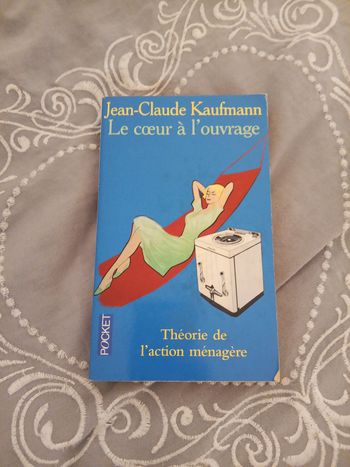 Jean-Claude Kaufmann
Le cœur à l'ouvrage
Théorie de
l'action ménagère
POCKET